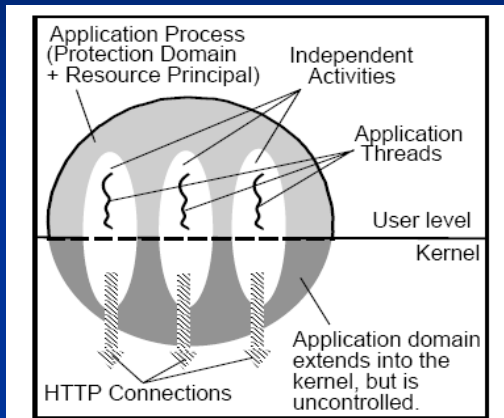 Application Process
(Protection Domain
+ Resource Principal)
Independent
Activities
Application
Threads
User level
Kernel
Application domain
extends into the
kernel, but is
uncontrolled.
HTTP Connections